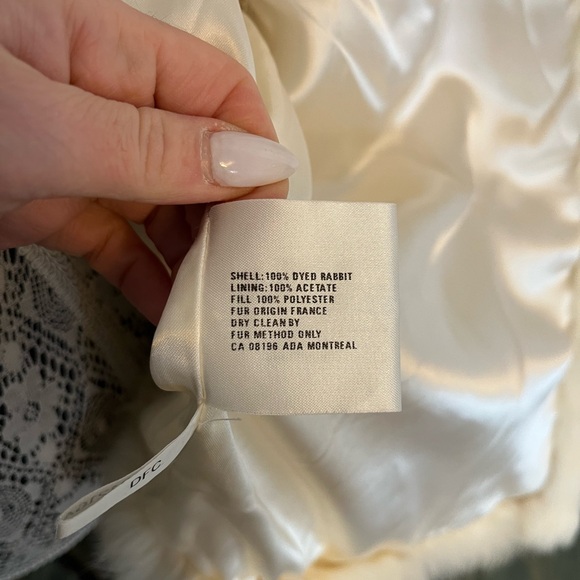 SHELL:100% DYED RABBIT
LINING:100% ACETATE
FILL 100% POLYESTER
FUR ORIGIN FRANCE
DRY CLEAN BY
FUR METHOD ONLY
CA 08196 ADA MONTREAL
DFC